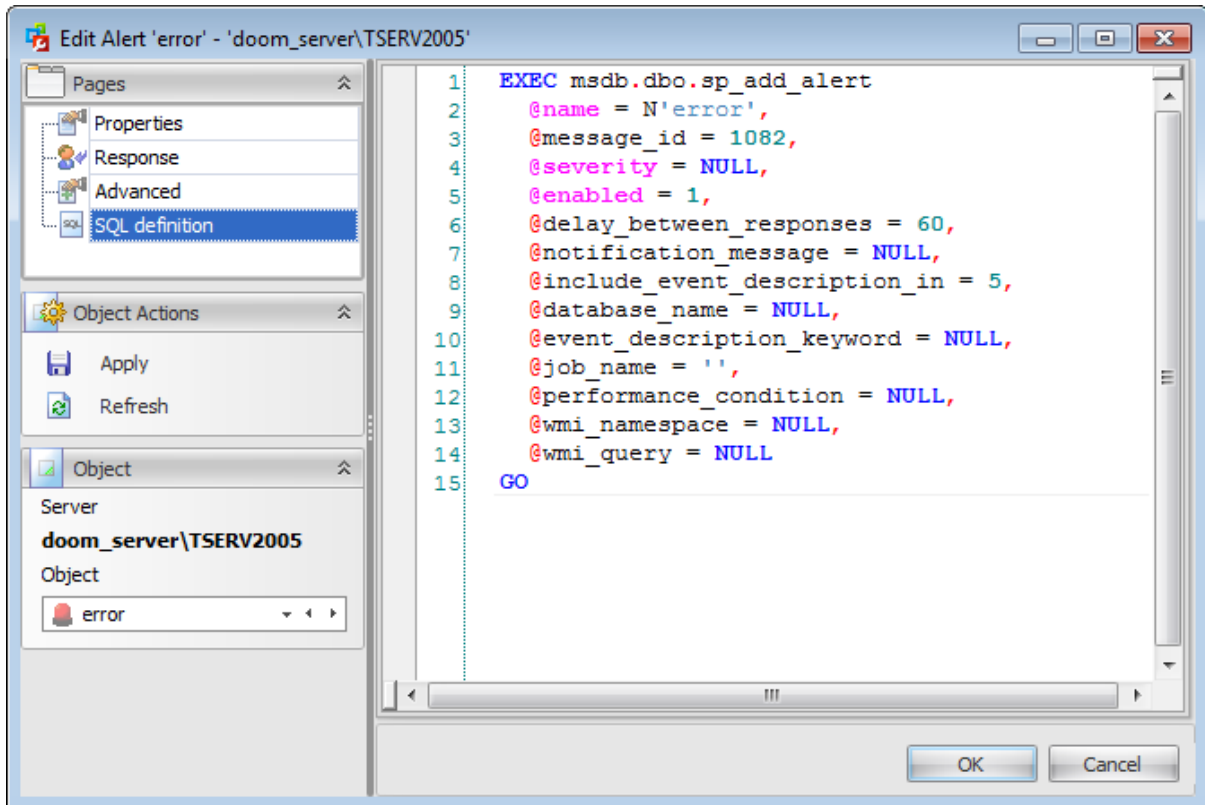 Edit Alert 'error' - 'doom_server\TSERV2005'
Pages
Properties
Response
Advanced
SQL definition
Object Actions
Apply
Refresh
Object
Server
doom_server\TSERV2005
Object
error
1 EXEC msdb.dbo.sp_add_alert
2 @name = N'error',
3 @message_id = 1082,
4 @severity = NULL,
5 @enabled = 1,
6 @delay_between_responses = 60,
7 @notification_message = NULL,
8 @include_event_description_in = 5,
9 @database_name = NULL,
10 @event_description_keyword = NULL,
11 @job_name = '',
12 @performance_condition = NULL,
13 @wmi_namespace = NULL,
14 @wmi_query = NULL
15 GO
OK Cancel